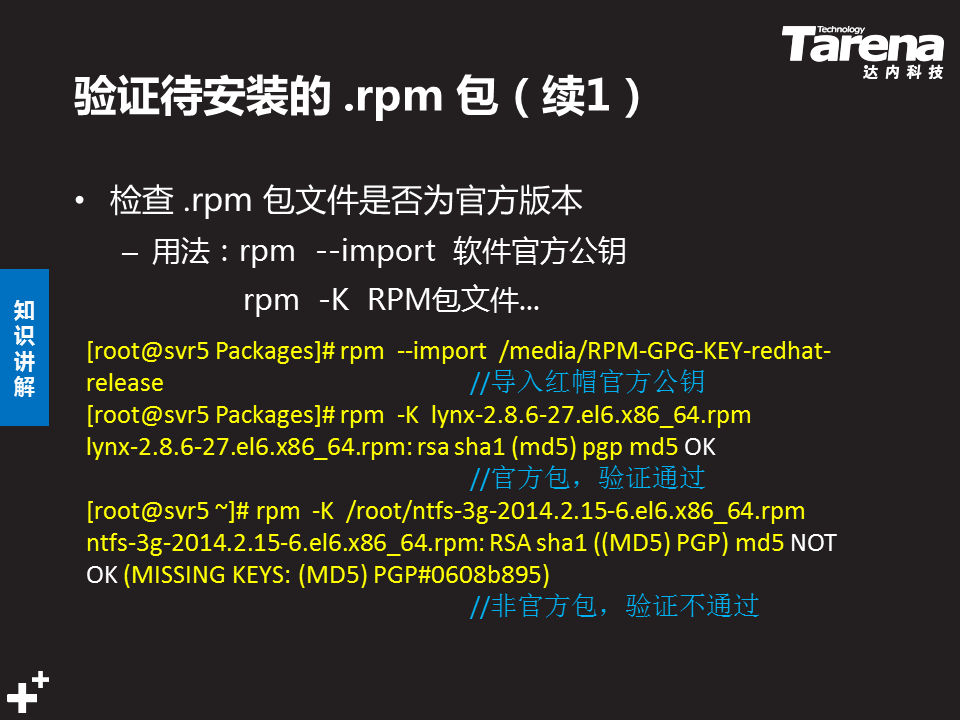 Technology
Tarena
达内科技
验证待安装的 .rpm 包（续1）
• 检查 .rpm 包文件是否为官方版本
– 用法：rpm --import 软件官方公钥
rpm -K RPM包文件...
知识讲解
[root@svr5 Packages]# rpm --import /media/RPM-GPG-KEY-redhat-
release //导入红帽官方公钥
[root@svr5 Packages]# rpm -K lynx-2.8.6-27.el6.x86_64.rpm
lynx-2.8.6-27.el6.x86_64.rpm: rsa sha1 (md5) pgp md5 OK
//官方包，验证通过
[root@svr5 ~]# rpm -K /root/ntfs-3g-2014.2.15-6.el6.x86_64.rpm
ntfs-3g-2014.2.15-6.el6.x86_64.rpm: RSA sha1 ((MD5) PGP) md5 NOT
OK (MISSING KEYS: (MD5) PGP#0608b895)
//非官方包，验证不通过